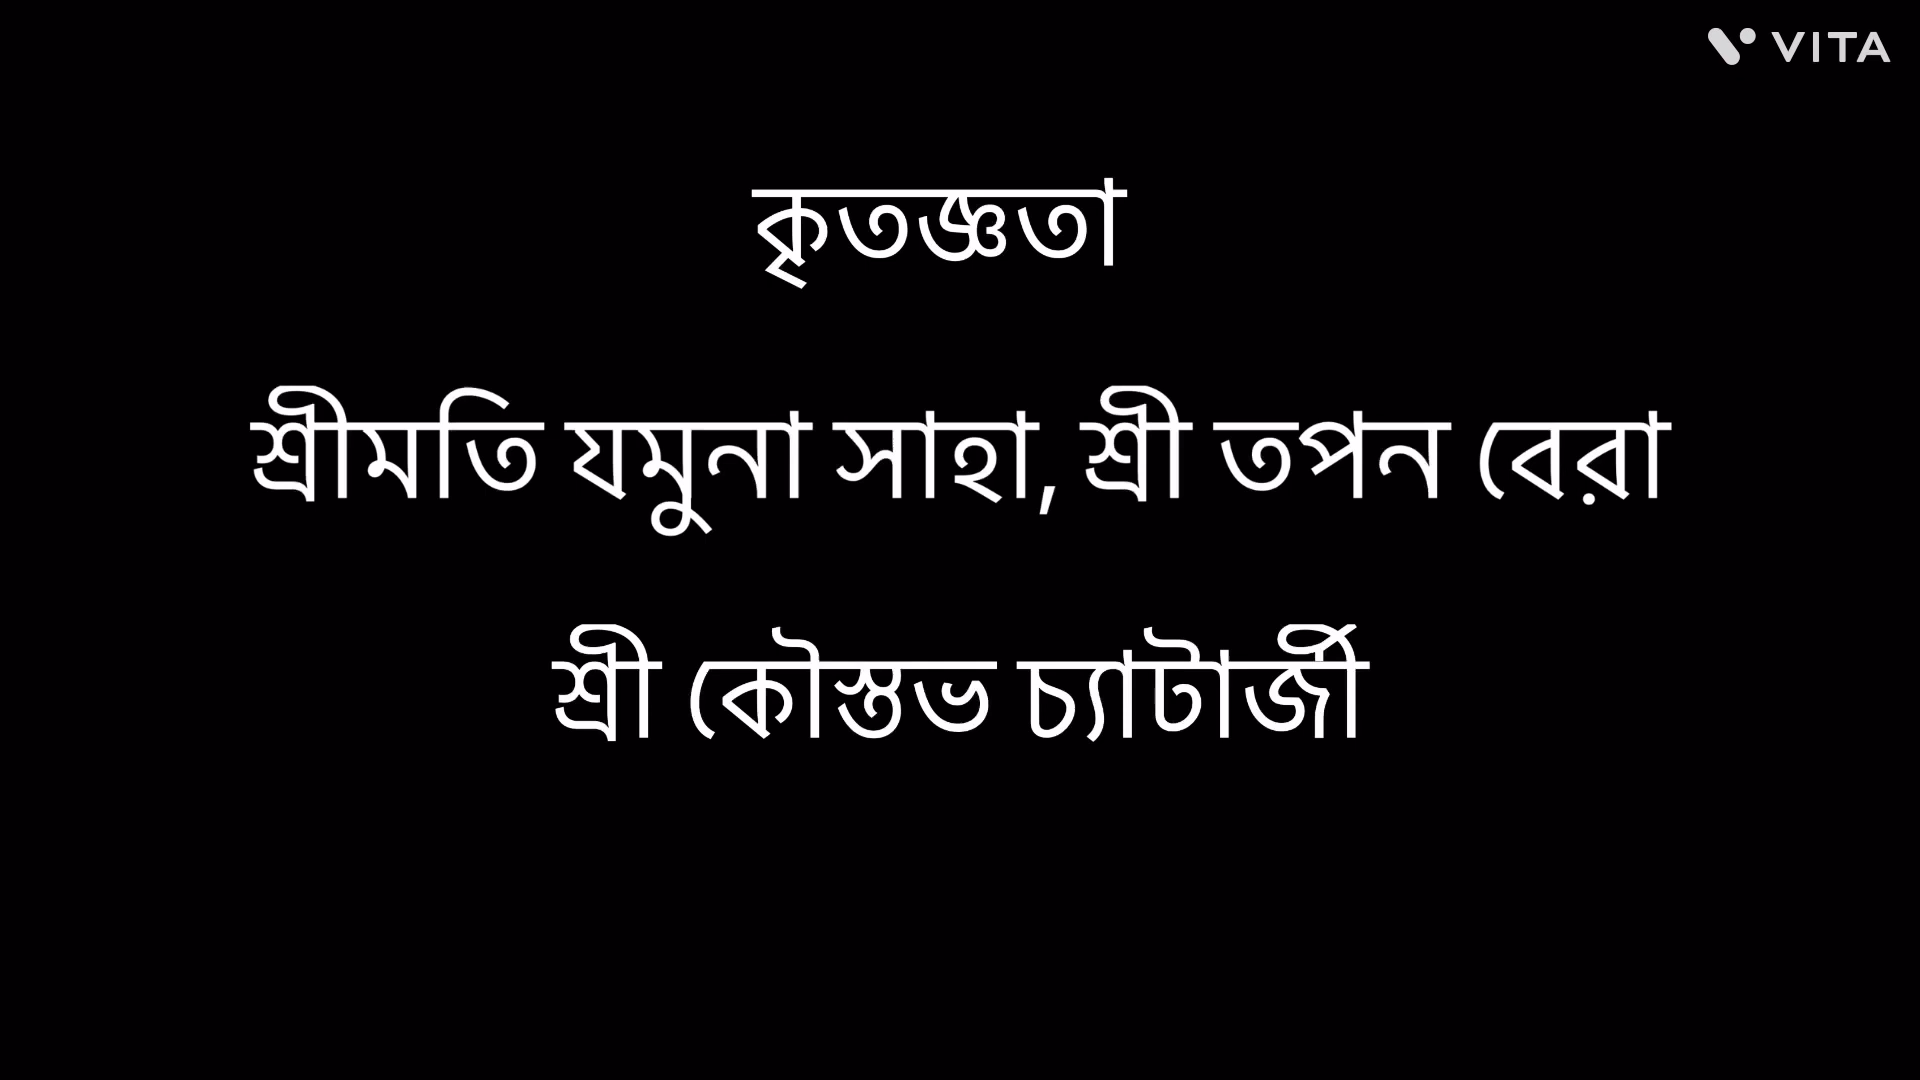 VITA
কৃতজ্ঞতা
শ্রীমতি যমুনা সাহা, শ্রী তপন বেরা
শ্রী কৌস্তভ চ্যাটার্জী